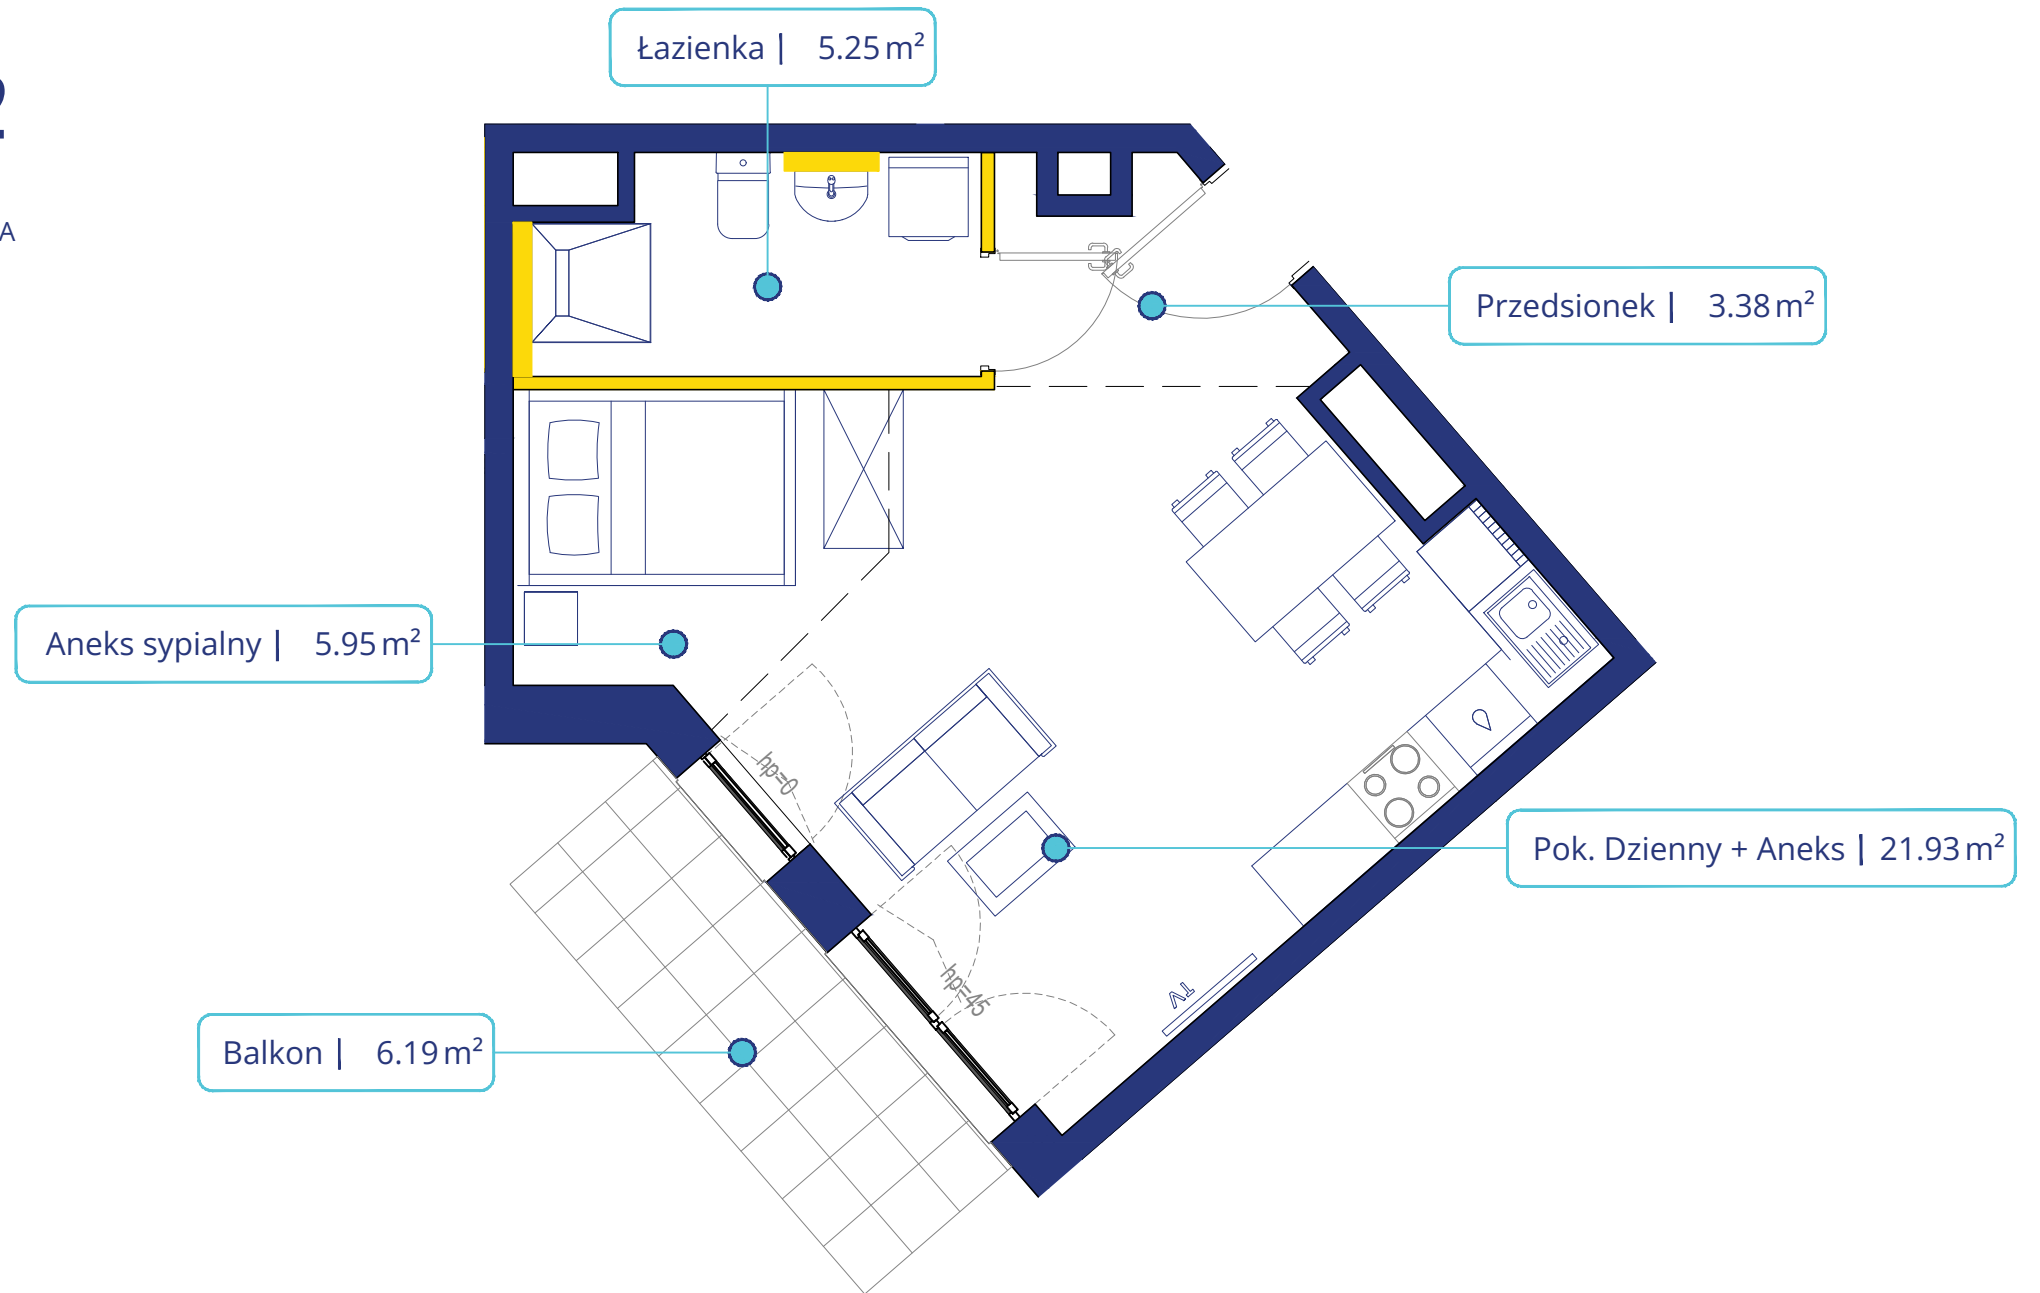 2
Łazienka | 5.25 m²
A
Przedsionek | 3.38 m²
Aneks sypialny | 5.95 m²
hp=0
Pok. Dzienny + Aneks | 21.93 m²
hp=45
TV
Balkon | 6.19 m²